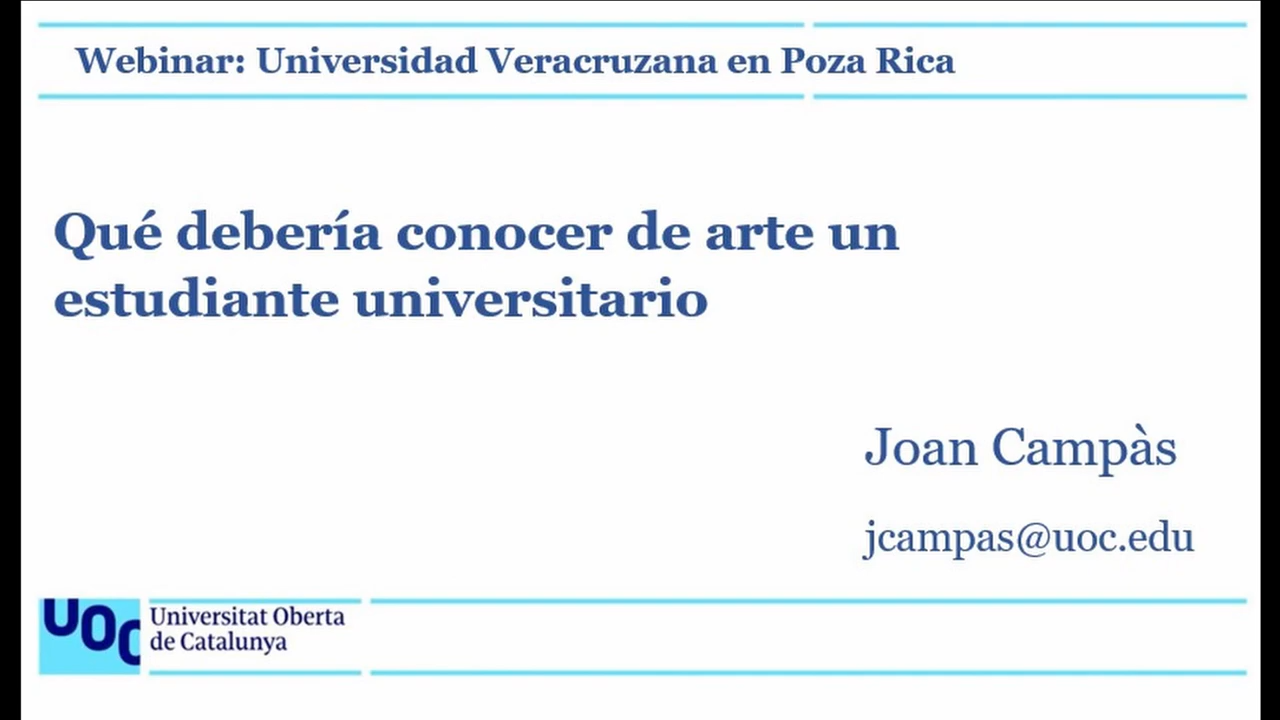 Webinar: Universidad Veracruzana en Poza Rica
Qué debería conocer de arte un
estudiante universitario
Joan Campàs
jcampas@uoc.edu
UOC
Universitat Oberta
de Catalunya